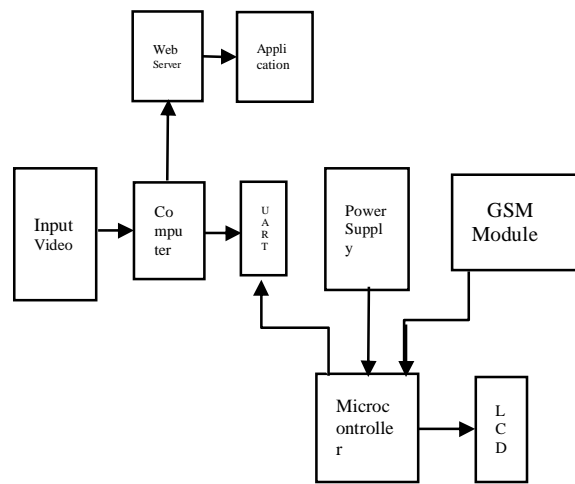 Web
Server
Appli
cation
Input
Video
Co
mpu
ter
U
A
R
T
Power
Suppl
y
GSM
Module
Microc
ontrolle
r
L
C
D